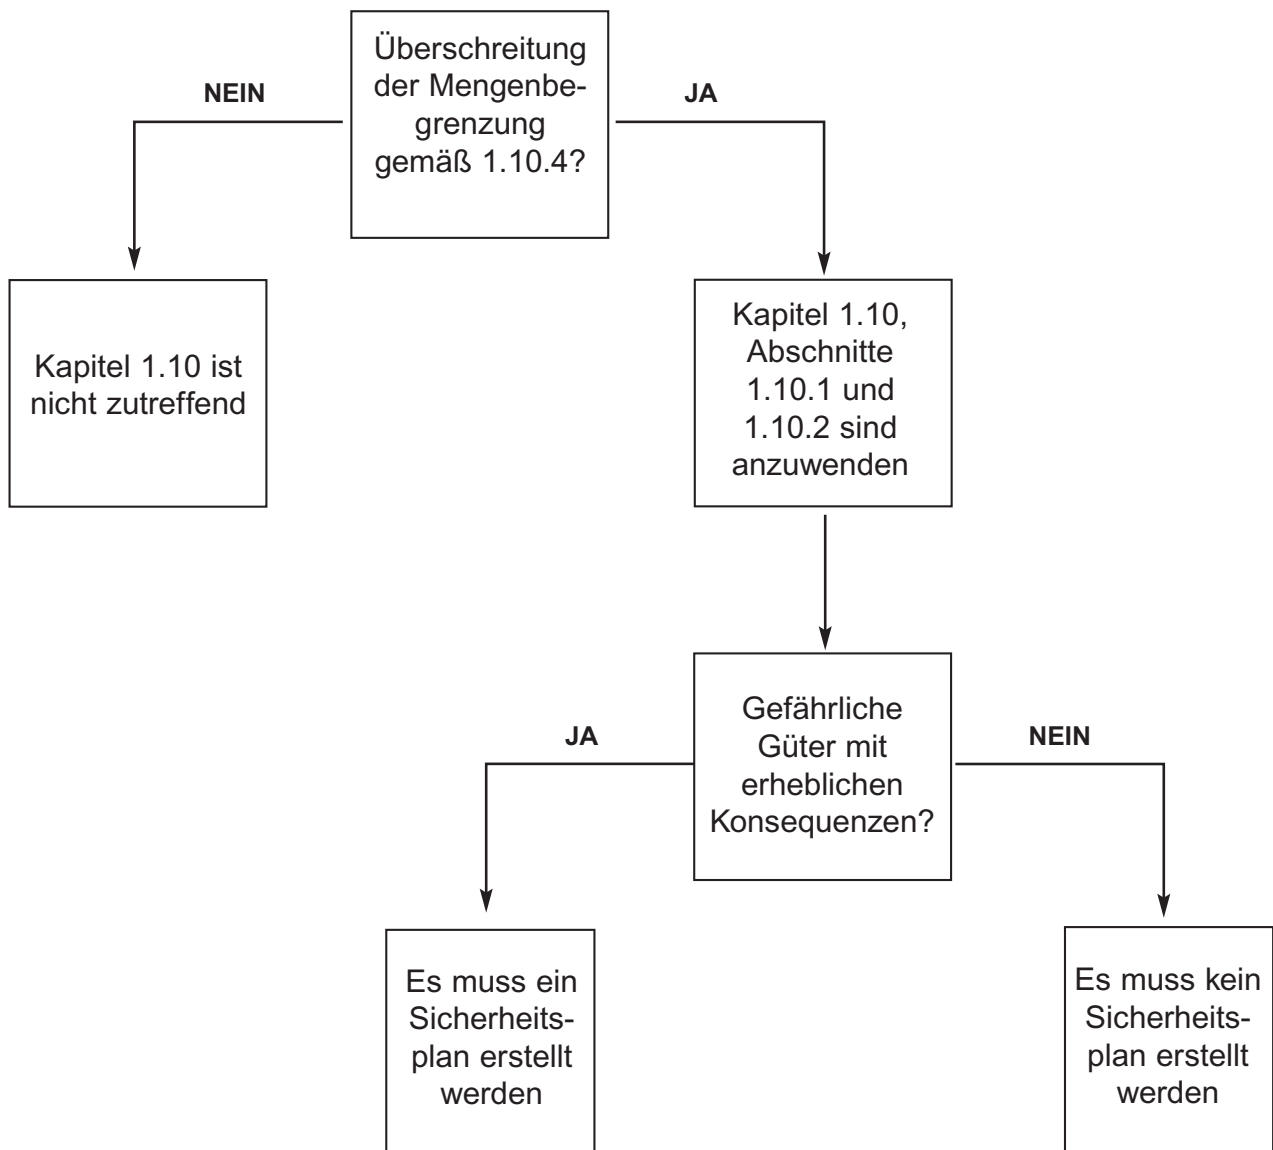 Überschreitung
der Mengenbe-
grenzung
gemäß 1.10.4?
NEIN
JA
Kapitel 1.10 ist
nicht zutreffend
Kapitel 1.10,
Abschnitte
1.10.1 und
1.10.2 sind
anzuwenden
Gefährliche
Güter mit
erheblichen
Konsequenzen?
JA
NEIN
Es muss ein
Sicherheits-
plan erstellt
werden
Es muss kein
Sicherheits-
plan erstellt
werden